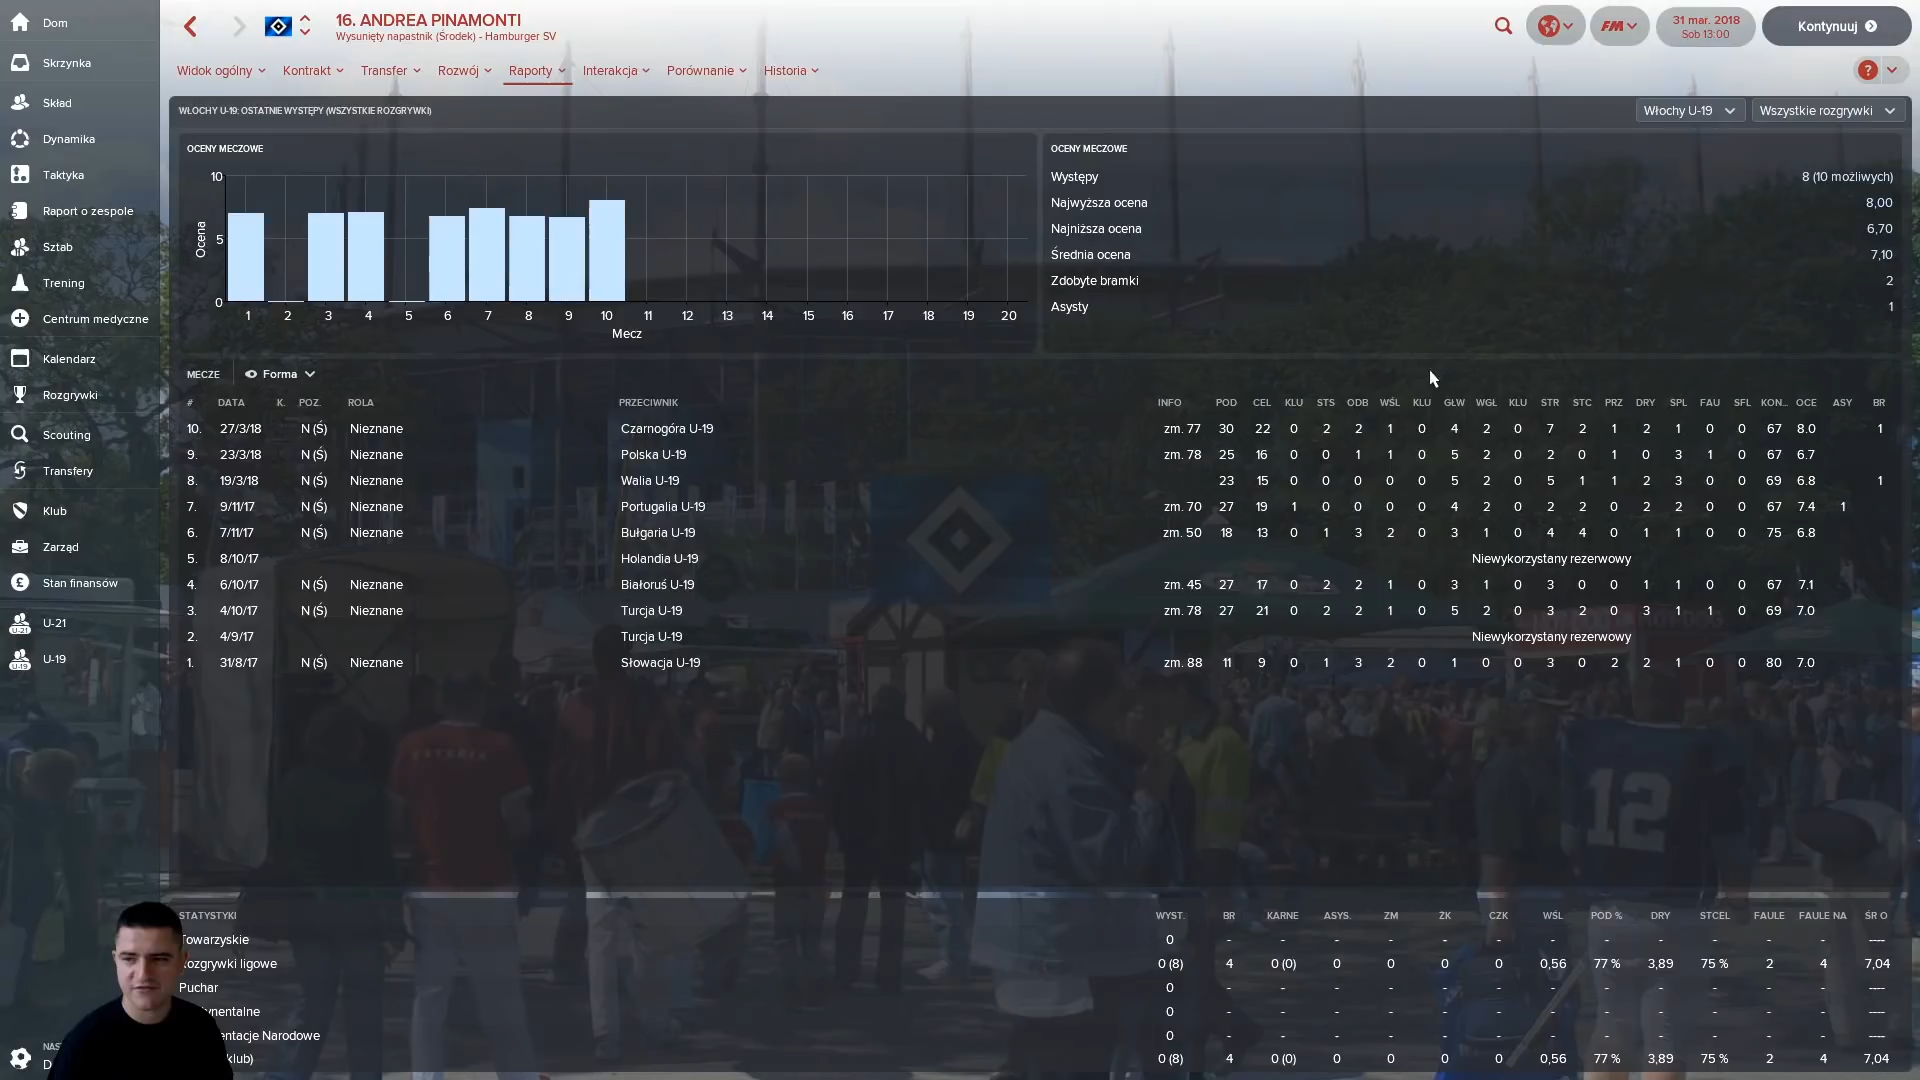 Dom
Skrzynka
Skład
Dynamika
Taktyka
Raport o zespole
Sztab
Trening
Centrum medyczne
Kalendarz
Rozgrywki
Scouting
Transfery
Klub
Zarząd
Stan finansów
U-21
U-19
16. ANDREA PINAMONTI
Wysunięty napastnik (Środek) - Hamburger SV
FM
31 mar. 2018
Sob 13:00
Kontynuuj
Widok ogólny Kontrakt Transfer Rozwój Raporty Interakcja Porównanie Historia
?
WŁOCHY U-19: OSTATNIE WYSTĘPY (WSZYSTKIE ROZGRYWKI)
Włochy U-19 Wszystkie rozgrywki
OCENY MECZOWE
10
5
0
Ocena
1 2 3 4 5 6 7 8 9 10 11 12 13 14 15 16 17 18 19 20
Mecz
OCENY MECZOWE
Występy 8 (10 możliwych)
Najwyższa ocena 8,00
Najniższa ocena 6,70
Średnia ocena 7,10
Zdobyte bramki 2
Asysty 1
MECZE Forma
# DATA K. POZ. ROLA PRZECIWNIK INFO POD CEL KLU STS ODB WŚL KLU GŁW WGŁ KLU STR STC PRZ DRY SPL FAU SFL KON... OCE ASY BR
10. 27/3/18 N (Ś) Nieznane Czarnogóra U-19 zm. 77 30 22 0 2 2 1 0 4 2 0 7 2 1 2 1 0 0 67 8.0 1
9. 23/3/18 N (Ś) Nieznane Polska U-19 zm. 78 25 16 0 0 1 1 0 5 2 0 2 0 1 0 3 1 0 67 6.7
8. 19/3/18 N (Ś) Nieznane Walia U-19 23 15 0 0 0 0 0 5 2 0 5 1 1 2 3 0 0 69 6.8 1
7. 9/11/17 N (Ś) Nieznane Portugalia U-19 zm. 70 27 19 1 0 0 0 0 4 2 0 2 2 0 2 2 0 0 67 7.4 1
6. 7/11/17 N (Ś) Nieznane Bułgaria U-19 zm. 50 18 13 0 1 3 2 0 3 1 0 4 4 0 1 1 0 0 75 6.8
5. 8/10/17 Holandia U-19 Niewykorzystany rezerwowy
4. 6/10/17 N (Ś) Nieznane Białoruś U-19 zm. 45 27 17 0 2 2 1 0 3 1 0 3 0 0 1 1 0 0 67 7.1
3. 4/10/17 N (Ś) Nieznane Turcja U-19 zm. 78 27 21 0 2 2 1 0 5 2 0 3 2 0 3 1 1 0 69 7.0
2. 4/9/17 Turcja U-19 Niewykorzystany rezerwowy
1. 31/8/17 N (Ś) Nieznane Słowacja U-19 zm. 88 11 9 0 1 3 2 0 1 0 0 3 0 2 2 1 0 0 80 7.0
12
STATYSTYKI WYST. BR KARNE ASYS. ZM ŻK CZK WŚL POD % DRY STCEL FAULE FAULE NA ŚR O
Towarzyskie 0 - - - - - - - - - - - - ----
ozgrywki ligowe 0 (8) 4 0 (0) 0 0 0 0 0,56 77 % 3,89 75 % 2 4 7,04
Puchar 0 - - - - - - - - - - - - ----
ynentalne 0 - - - - - - - - - - - - ----
entacje Narodowe 0 - - - - - - - - - - - - ----
klub) 0 (8) 4 0 (0) 0 0 0 0 0,56 77 % 3,89 75 % 2 4 7,04
NAS
D